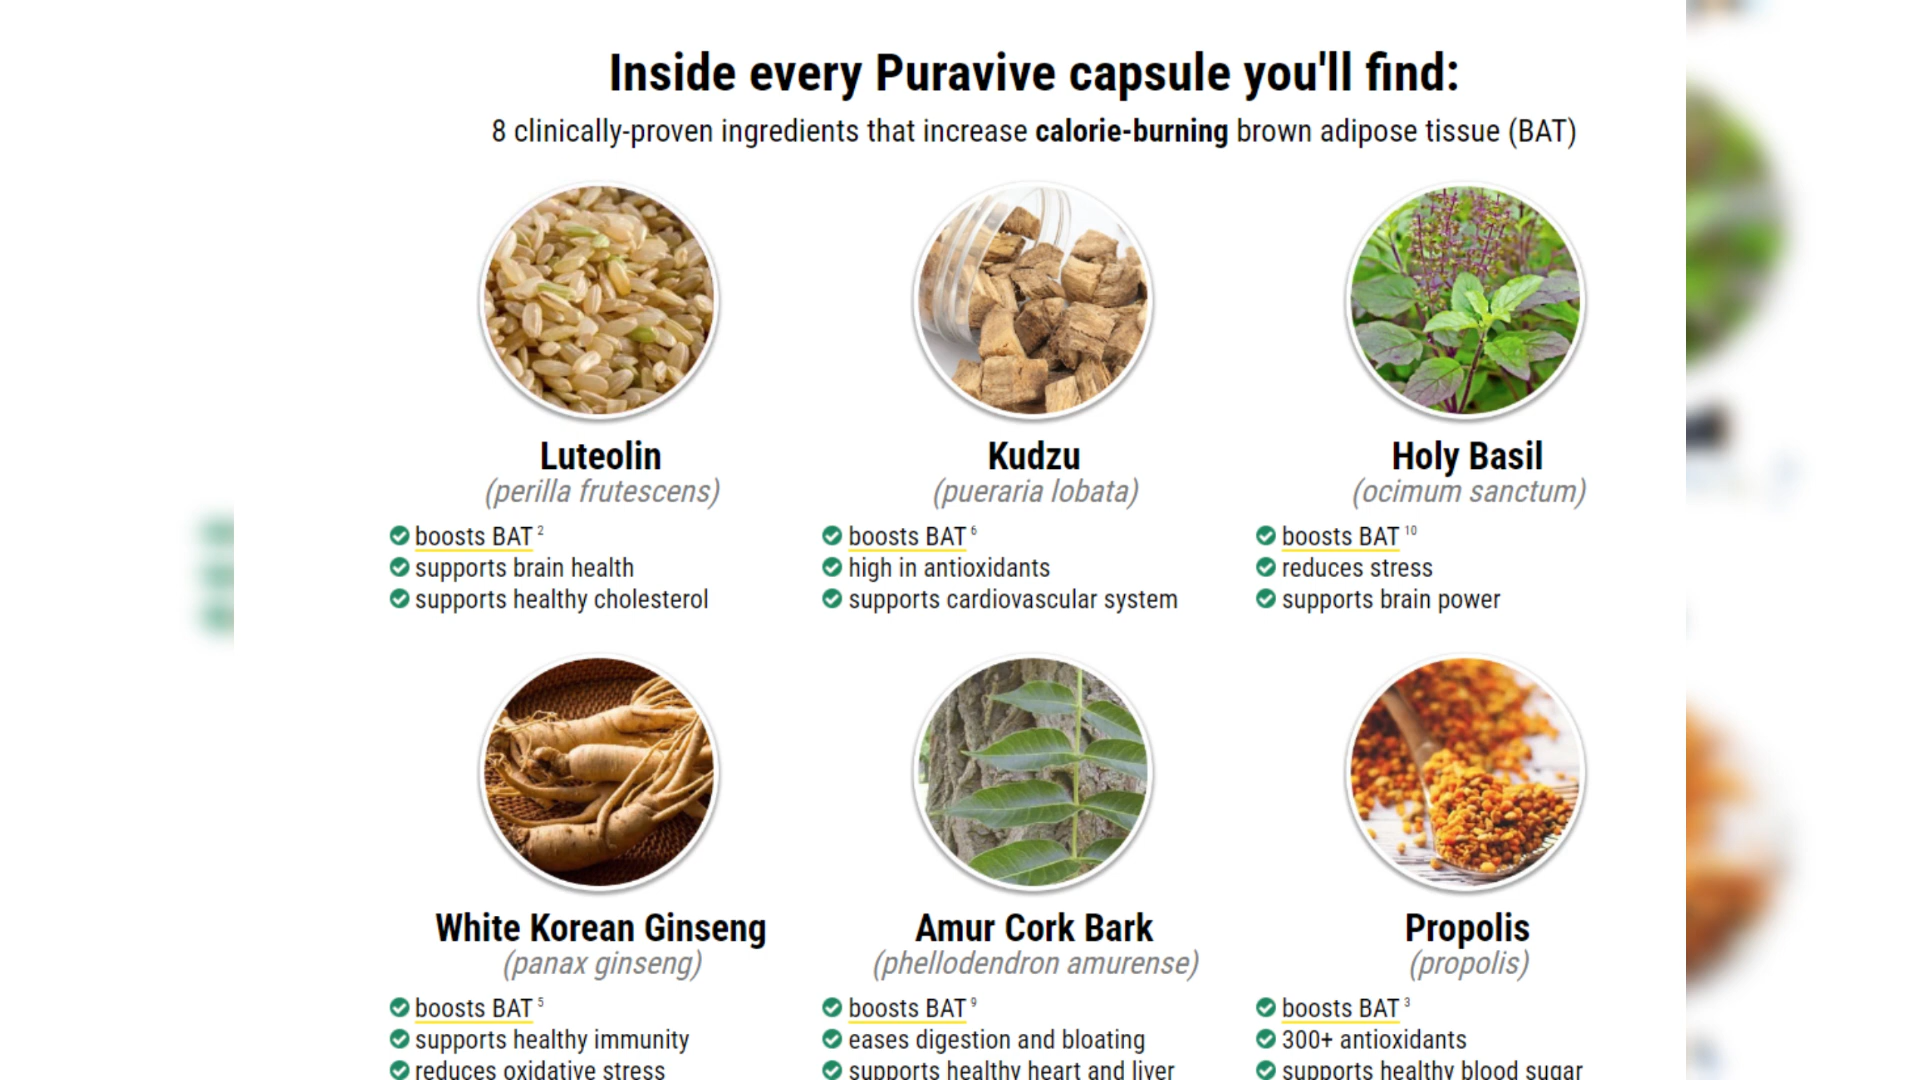 Inside every Puravive capsule you'll find:
8 clinically-proven ingredients that increase calorie-burning brown adipose tissue (BAT)
Luteolin
(perilla frutescens)
boosts BAT 2
supports brain health
supports healthy cholesterol
Kudzu
(pueraria lobata)
boosts BAT 6
high in antioxidants
supports cardiovascular system
Holy Basil
(ocimum sanctum)
boosts BAT 10
reduces stress
supports brain power
White Korean Ginseng
(panax ginseng)
boosts BAT 5
supports healthy immunity
reduces oxidative stress
Amur Cork Bark
(phellodendron amurense)
boosts BAT 9
eases digestion and bloating
supports healthy heart and liver
Propolis
(propolis)
boosts BAT 3
300+ antioxidants
supports healthy blood sugar